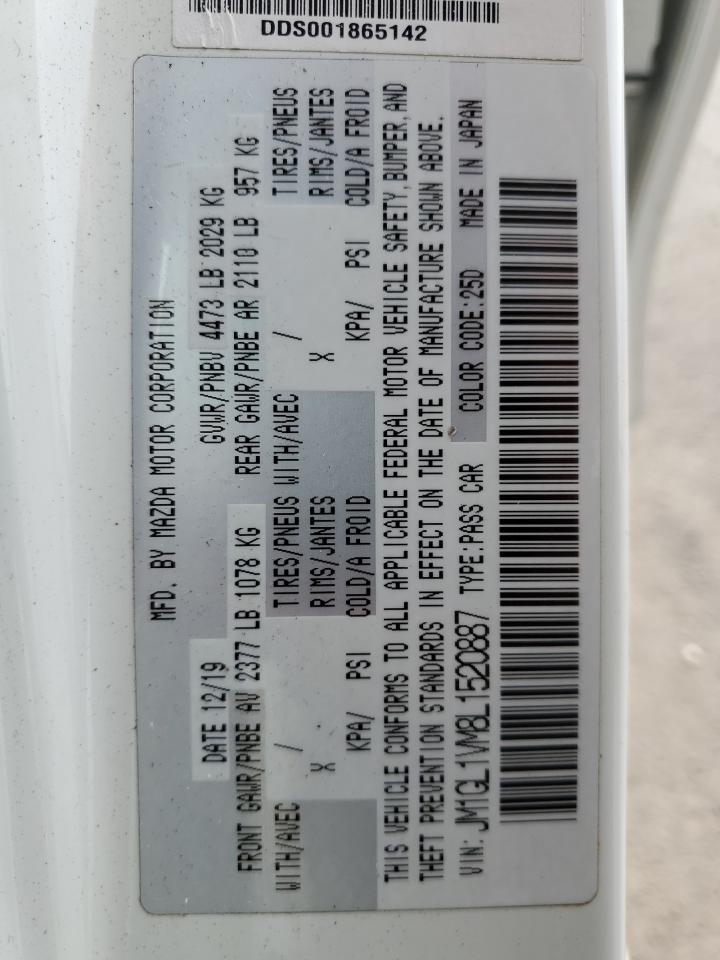 DDS001865142
MFD. BY MAZDA MOTOR CORPORATION
DATE 12/19 GVWR/PNBV 4473 LB 2029 KG
FRONT GAWR/PNBE AV 2377 LB 1078 KG REAR GAWR/PNBE AR 2110 LB 957 KG
WITH/AVEC / TIRES/PNEUS WITH/AVEC / TIRES/PNEUS
X RIMS/JANTES X RIMS/JANTES
KPA/ PSI COLD/A FROID KPA/ PSI COLD/A FROID
THIS VEHICLE CONFORMS TO ALL APPLICABLE FEDERAL MOTOR VEHICLE SAFETY, BUMPER, AND
THEFT PREVENTION STANDARDS IN EFFECT ON THE DATE OF MANUFACTURE SHOWN ABOVE.
VIN: JM1GL1VM8L1520887 TYPE:PASS CAR COLOR CODE:25D MADE IN JAPAN